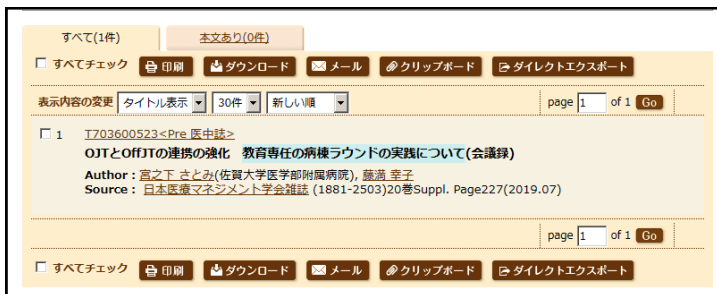 すべて(1件) 本文あり(0件)
すべてチェック 印刷 ダウンロード メール クリップボード ダイレクトエクスポート
表示内容の変更 タイトル表示 30件 新しい順 page 1 of 1 Go
1 T703600523<Pre 医中誌>
OJTとOffJTの連携の強化 教育専任の病棟ラウンドの実践について(会議録)
Author : 宮之下 さとみ(佐賀大学医学部附属病院), 藤満 幸子
Source : 日本医療マネジメント学会雑誌 (1881-2503)20巻Suppl. Page227(2019.07)
page 1 of 1 Go
すべてチェック 印刷 ダウンロード メール クリップボード ダイレクトエクスポート